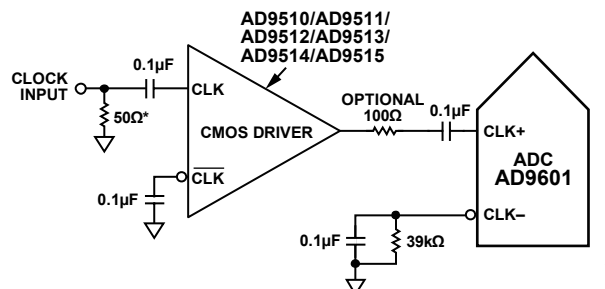 AD9510/AD9511/
AD9512/AD9513/
AD9514/AD9515
0.1µF
CLOCK
INPUT
CLK
50Ω*
CMOS DRIVER
CLK
0.1µF
OPTIONAL
100Ω
0.1µF
CLK+
ADC
AD9601
CLK–
0.1µF
39kΩ